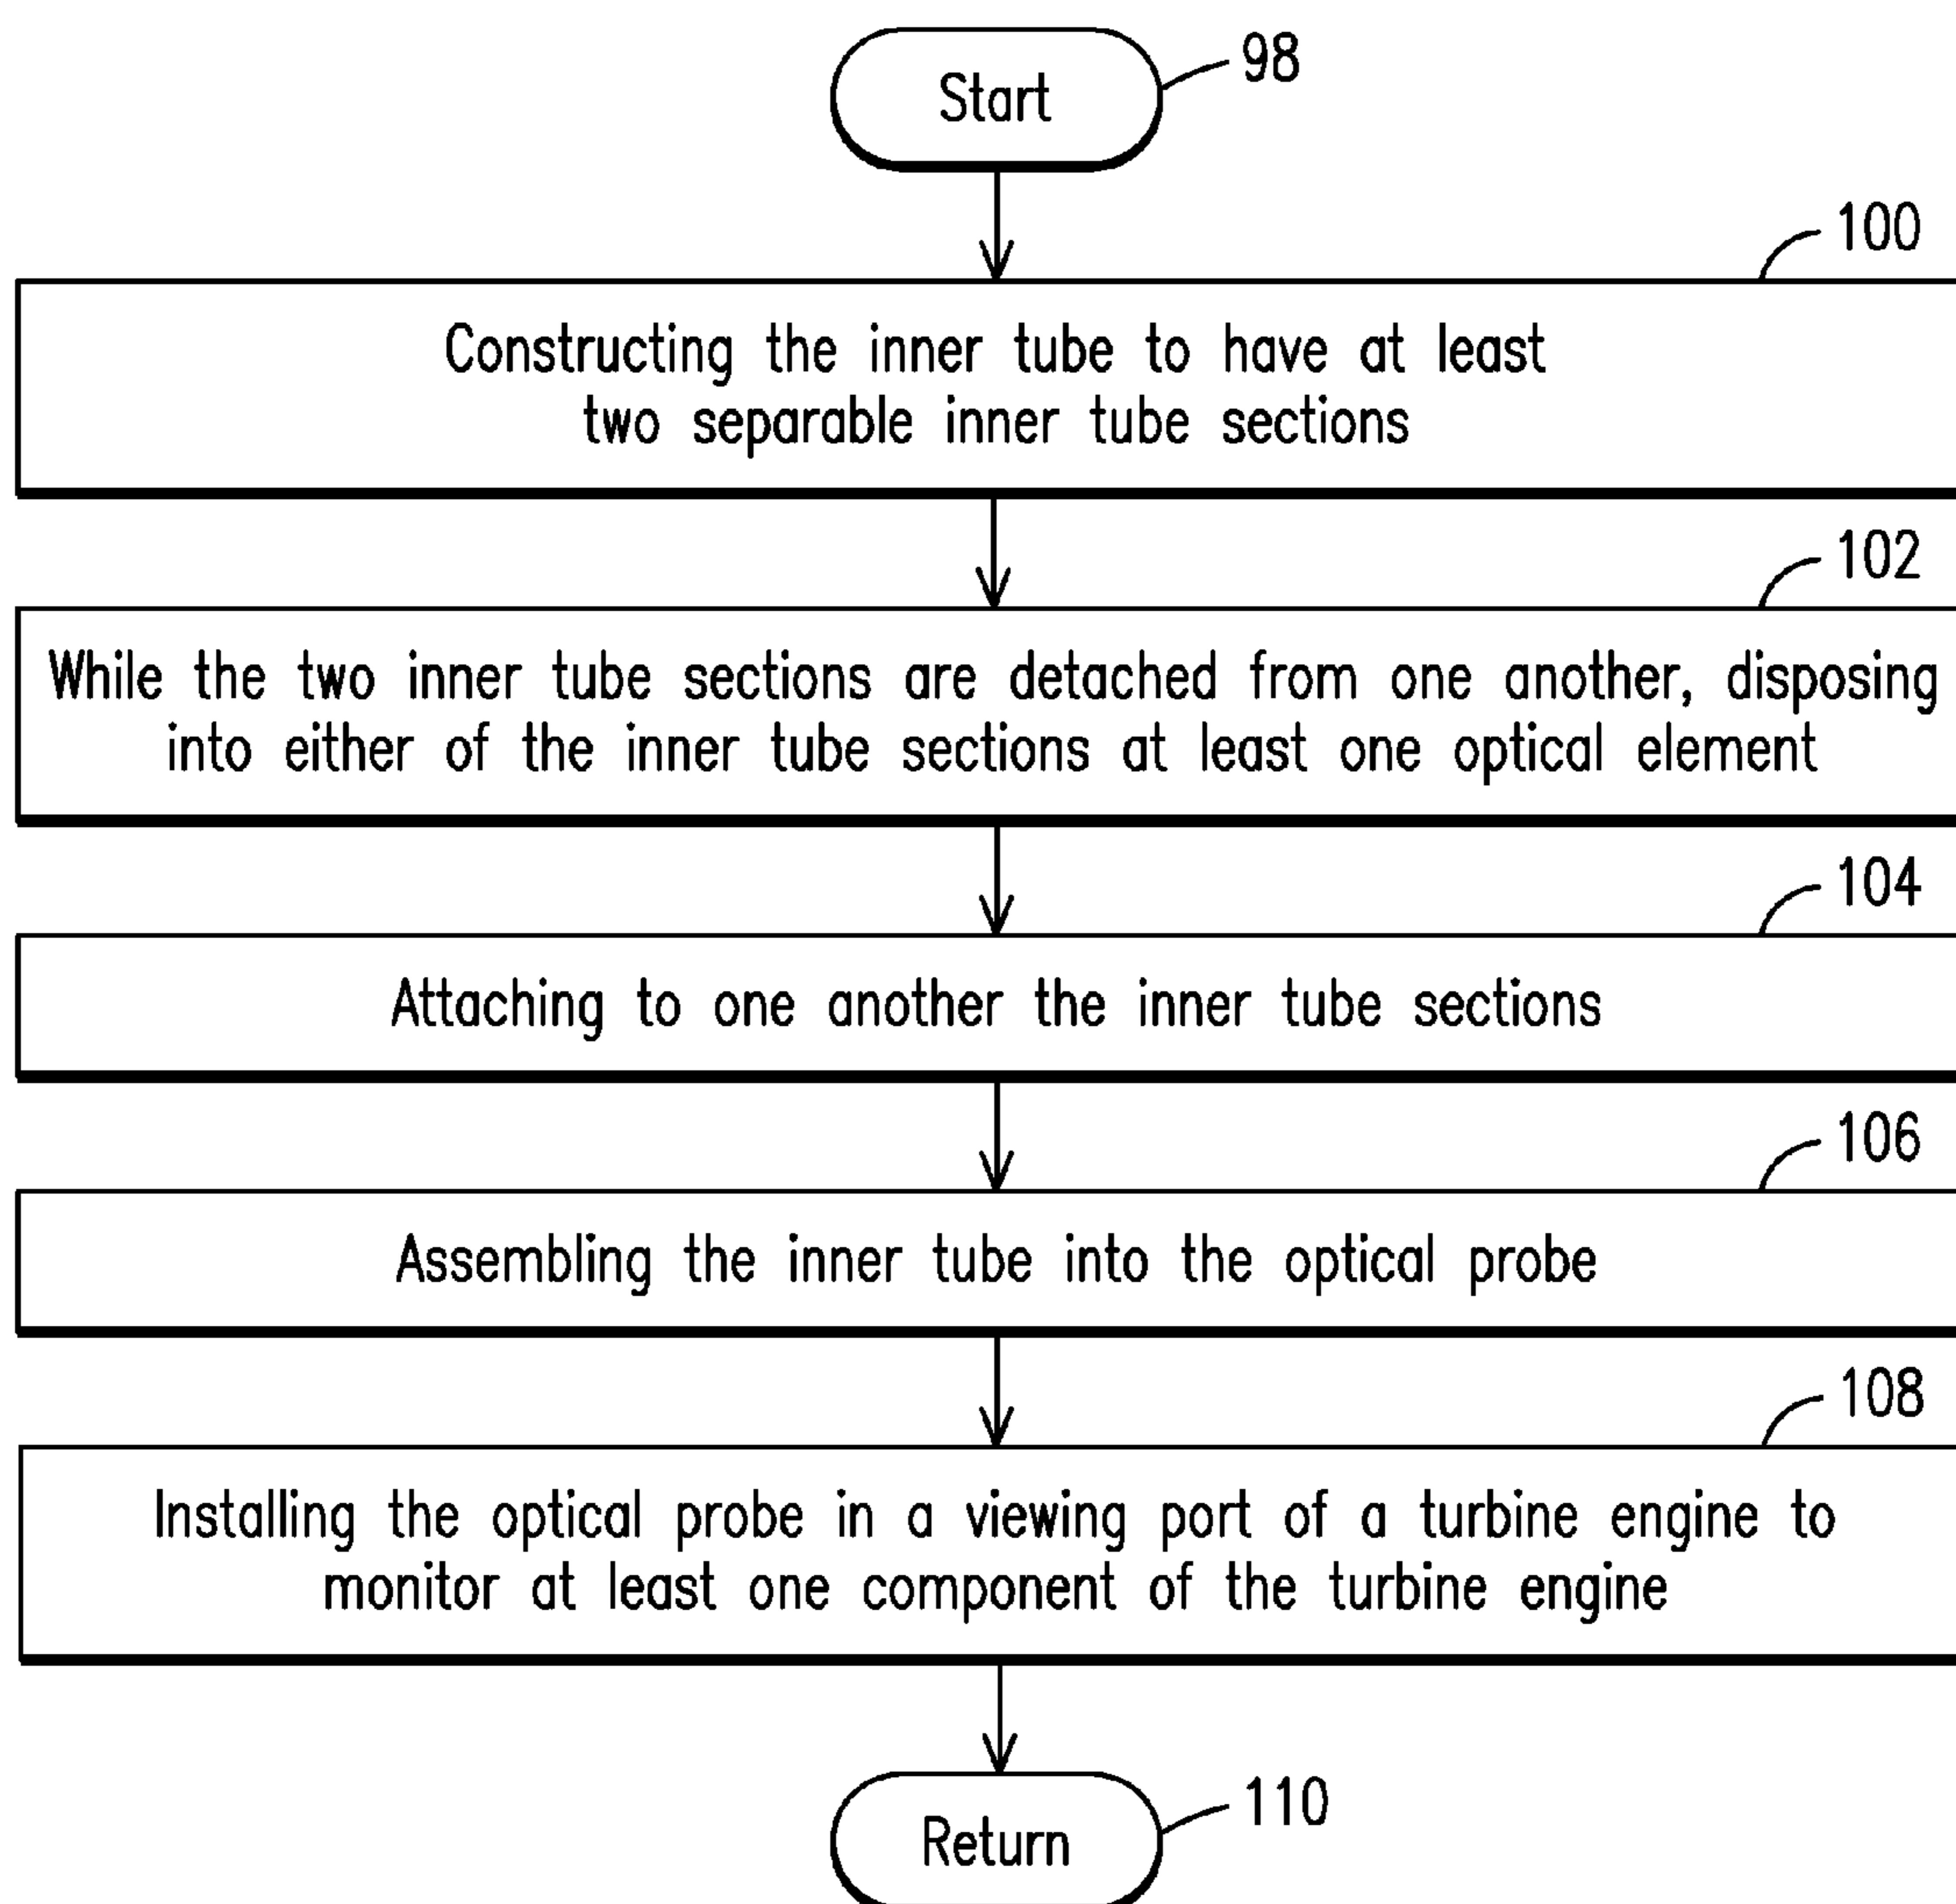 Start
98
100
Constructing the inner tube to have at least
two separable inner tube sections
102
While the two inner tube sections are detached from one another, disposing
into either of the inner tube sections at least one optical element
104
Attaching to one another the inner tube sections
106
Assembling the inner tube into the optical probe
108
Installing the optical probe in a viewing port of a turbine engine to
monitor at least one component of the turbine engine
Return
110